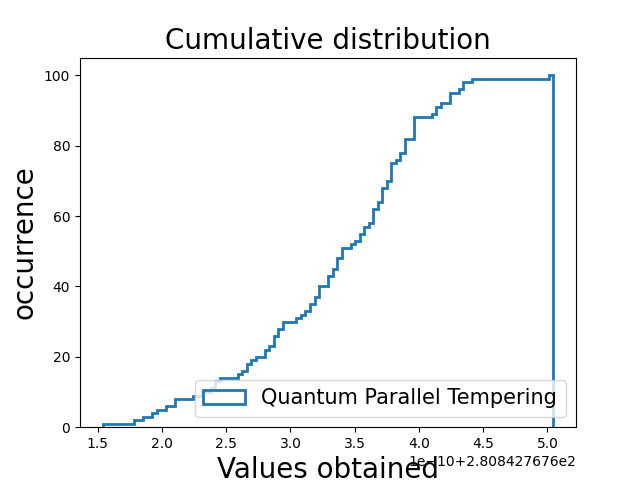 Cumulative distribution
occurrence
100
80
60
40
20
0
Quantum Parallel Tempering
1.5 2.0 2.5 3.0 3.5 4.0 4.5 5.0
1e−10+2.808427676e2
Values obtained